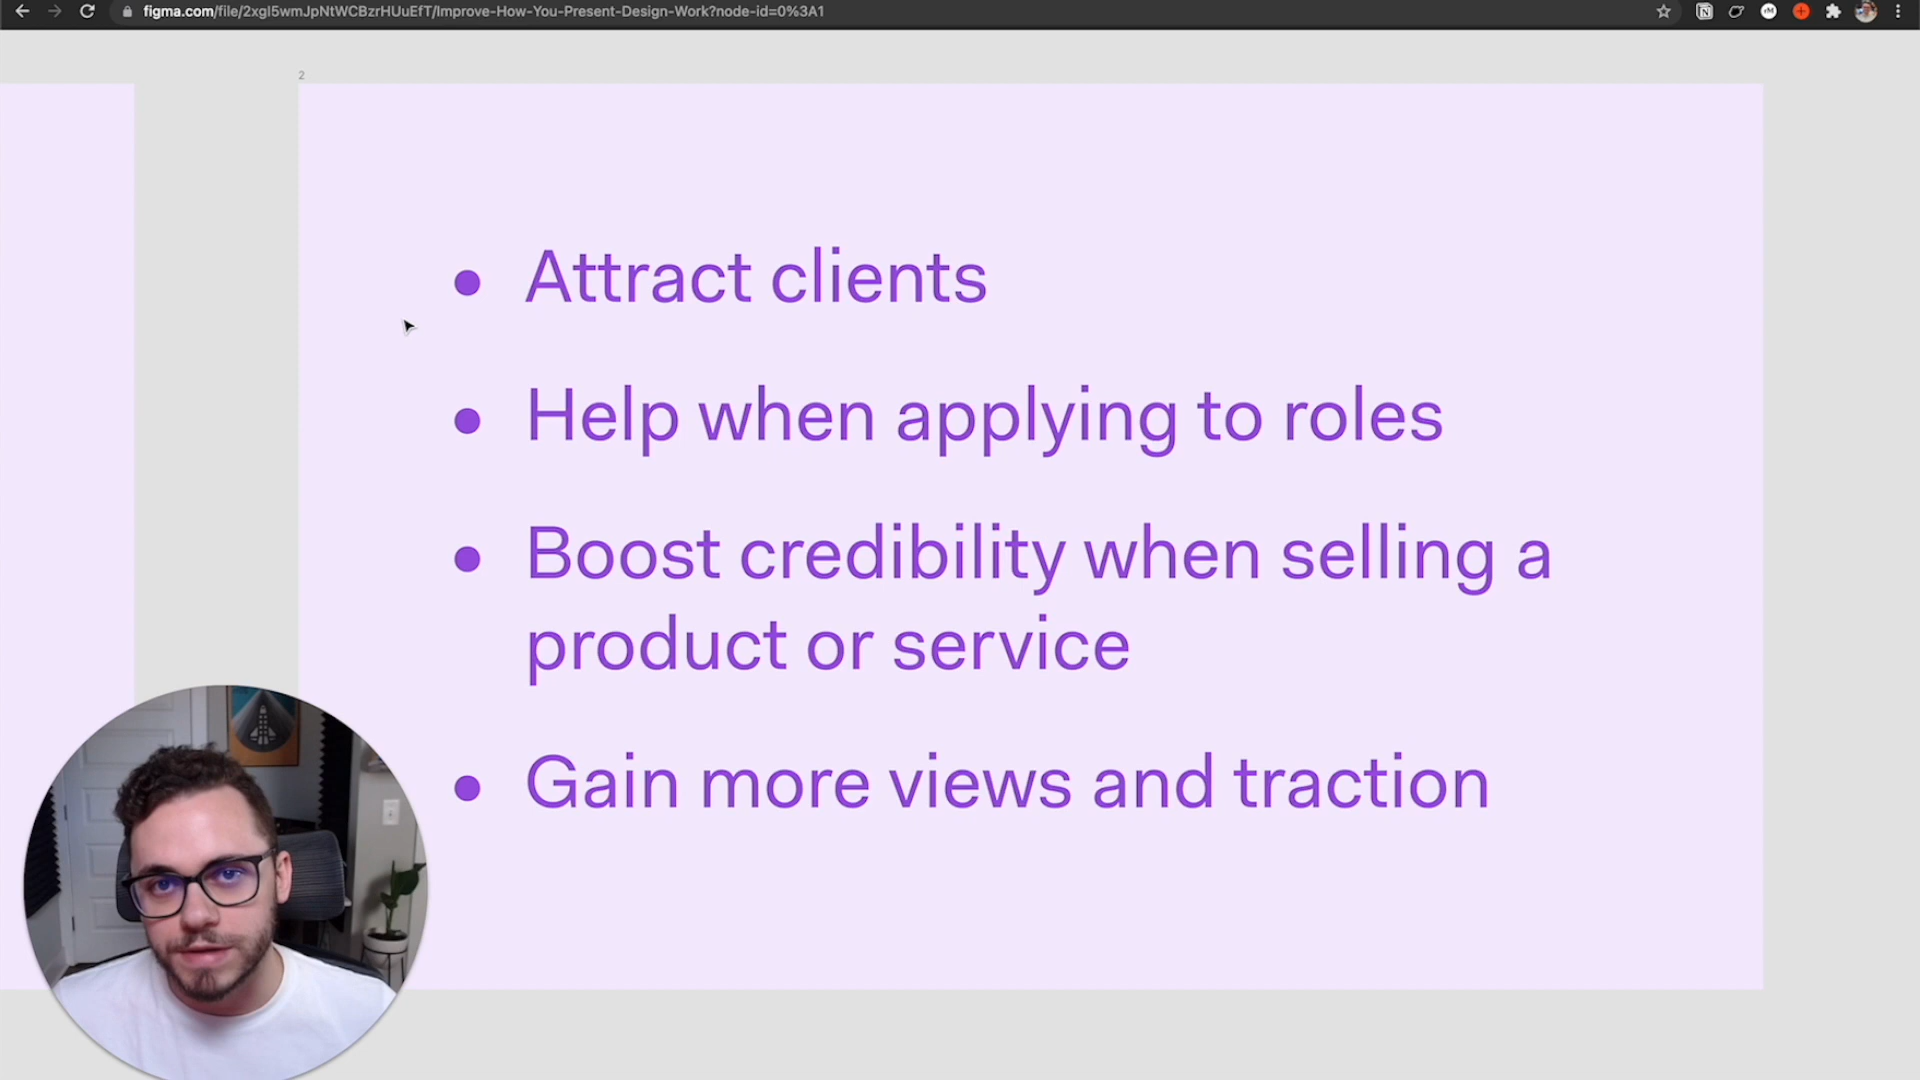 figma.com/file/2xgl5wmJpNtWCBzrHUuEfT/Improve-How-You-Present-Design-Work?node-id=0%3A1
2
Attract clients
Help when applying to roles
Boost credibility when selling a
product or service
Gain more views and traction